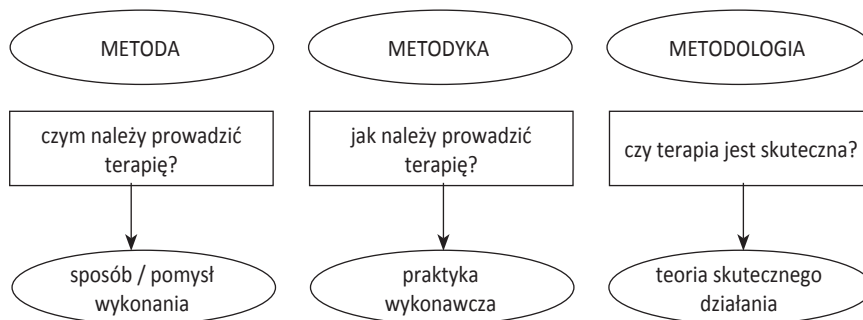 METODA
METODYKA
METODOLOGIA
czym należy prowadzić
terapię?
jak należy prowadzić
terapię?
czy terapia jest skuteczna?
sposób / pomysł
wykonania
praktyka
wykonawcza
teoria skutecznego
działania